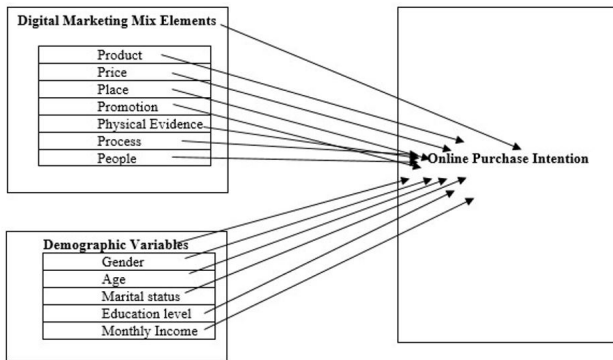 Digital Marketing Mix Elements
Product
Price
Place
Promotion
Physical Evidence
Process
People
Online Purchase Intention
Demographic Variables
Gender
Age
Marital status
Education level
Monthly Income